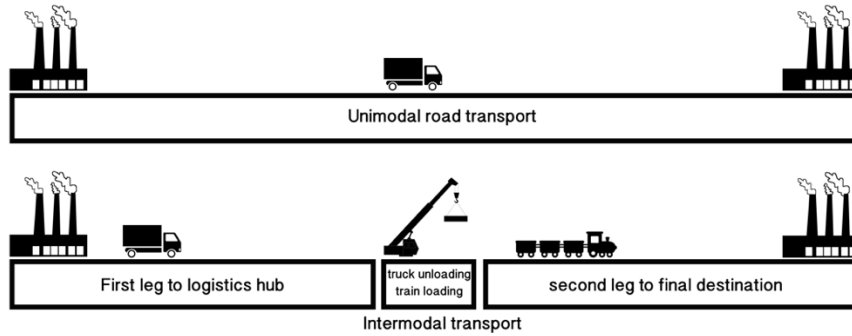 Unimodal road transport
First leg to logistics hub
truck unloading
train loading
second leg to final destination
Intermodal transport